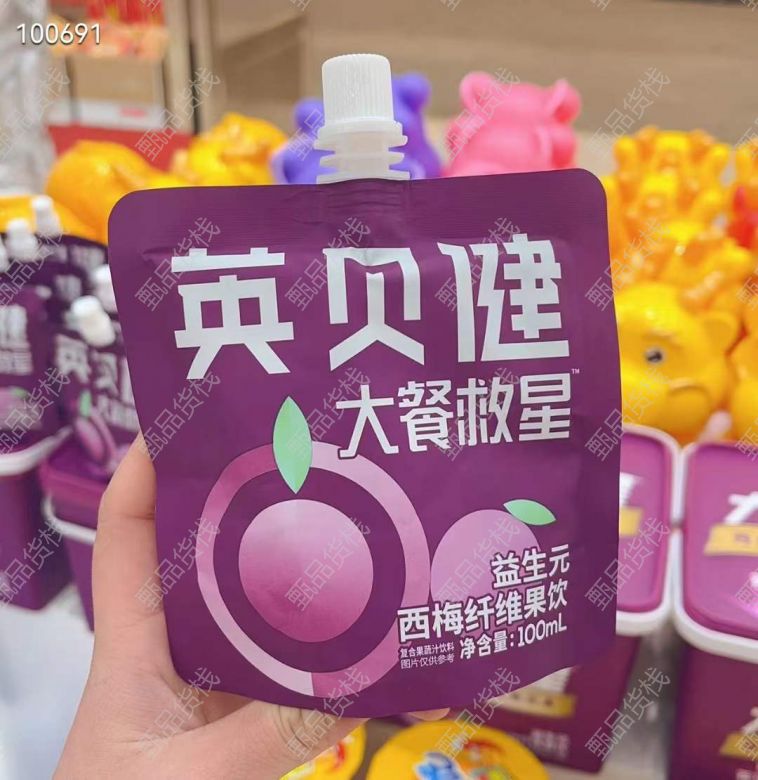 100691
英贝健
大餐救星™
益生元
西梅纤维果饮
复合果蔬汁饮料
图片仅供参考
净含量:100mL
甄品货栈